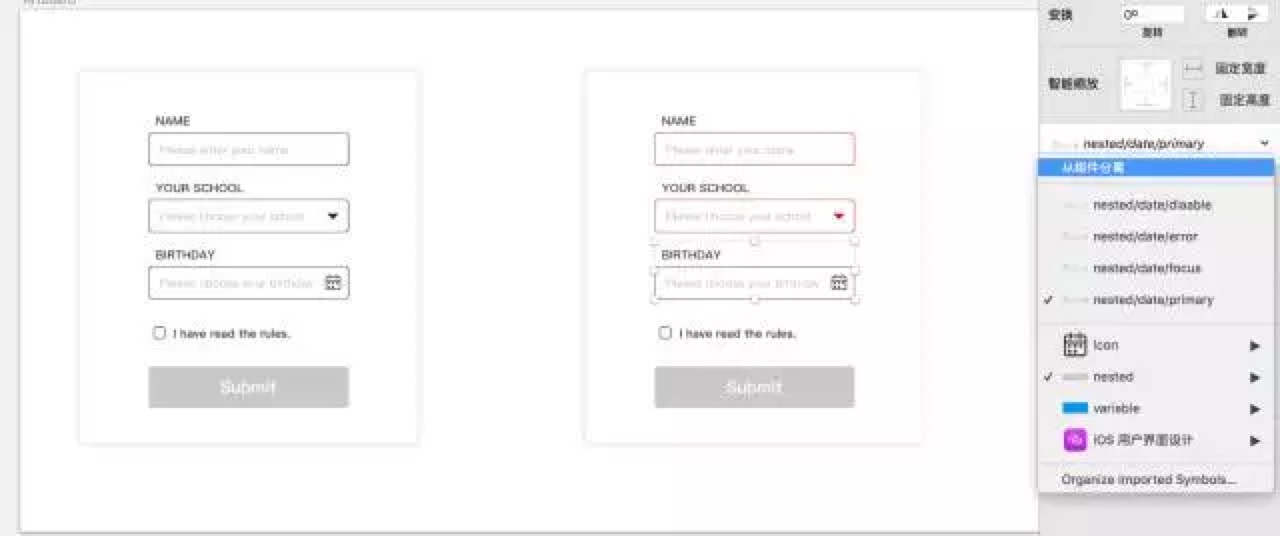 变换
0º
旋转
翻转
智能缩放
固定宽度
固定高度
nested/date/primary
从组件分离
nested/date/disable
nested/date/error
nested/date/focus
nested/date/primary
Icon
nested
variable
iOS 用户界面设计
Organize Imported Symbols...
NAME
Please enter your name
YOUR SCHOOL
Please choose your school
BIRTHDAY
Please choose your birthday
I have read the rules.
Submit
NAME
Please enter your name
YOUR SCHOOL
Please choose your school
BIRTHDAY
Please choose your birthday
I have read the rules.
Submit